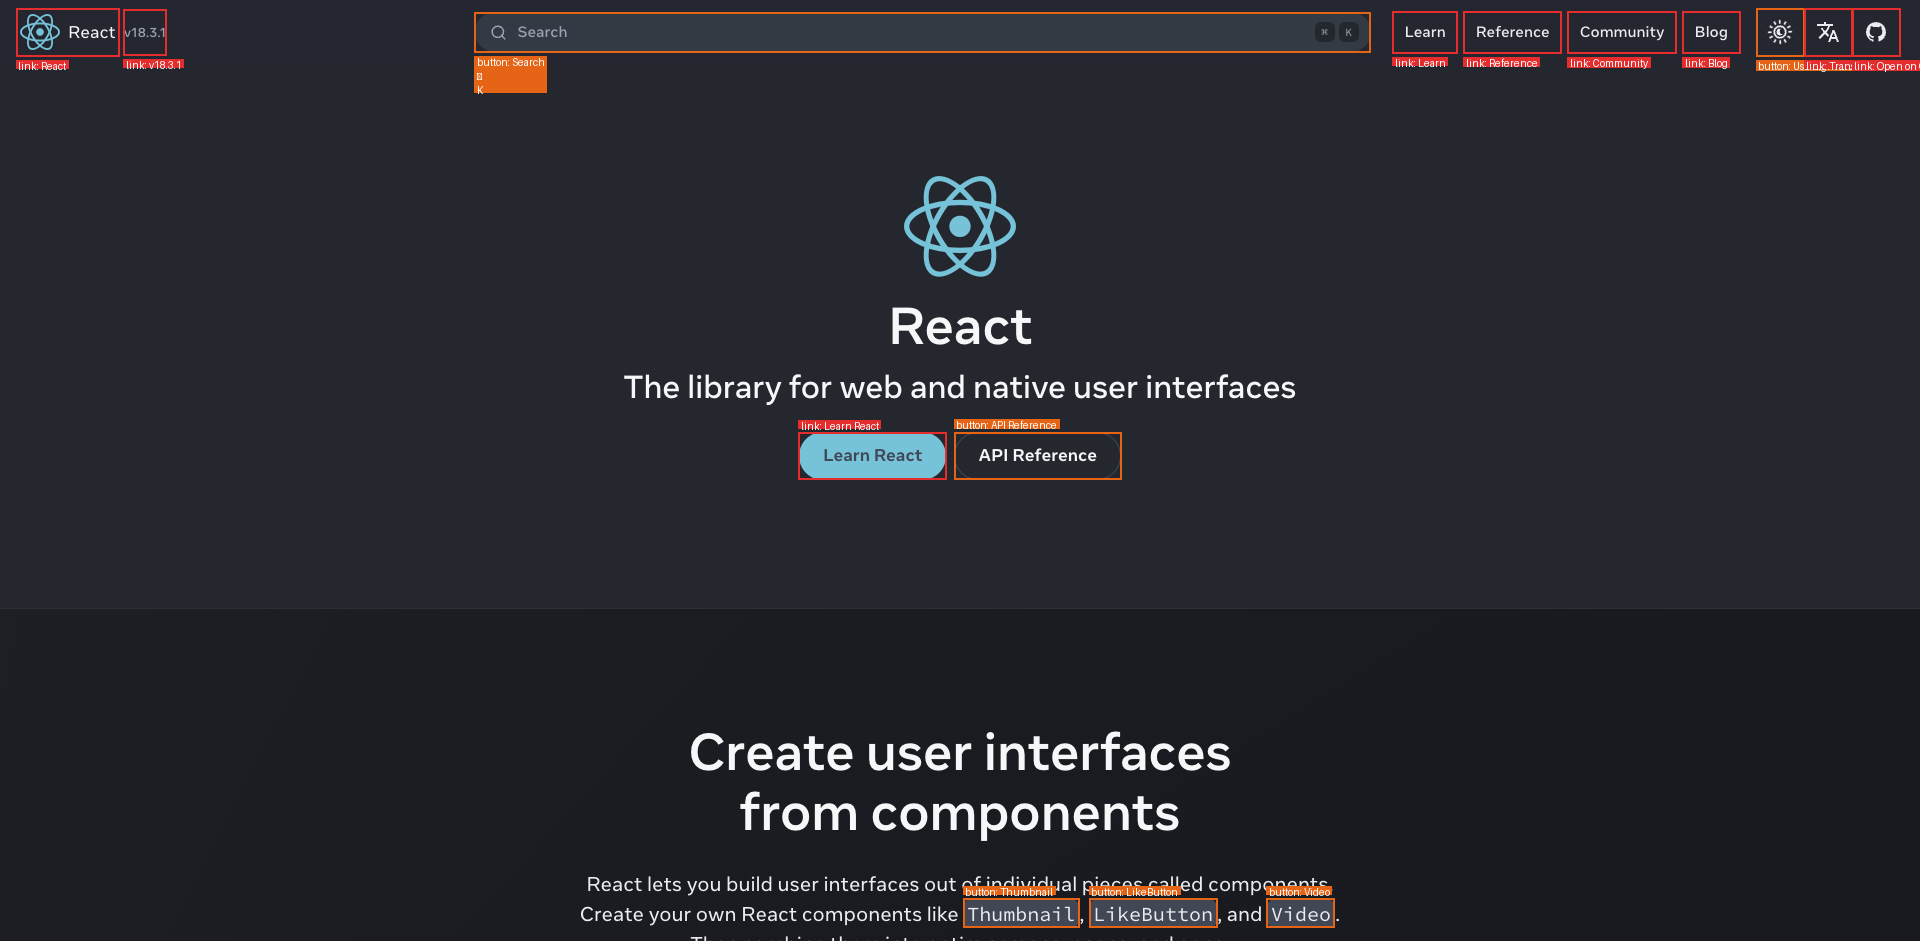 React
v18.3.1
Search
⌘ K
Learn
Reference
Community
Blog
link: React
link: v18.3.1
button: Search
K
link: Learn
link: Reference
link: Community
link: Blog
button: Us
link: Tran
link: Open on
React
The library for web and native user interfaces
link: Learn React
button: API Reference
Learn React
API Reference
Create user interfaces
from components
React lets you build user interfaces out of individual pieces called components.
button: Thumbnail
button: LikeButton
button: Video
Create your own React components like Thumbnail, LikeButton, and Video.